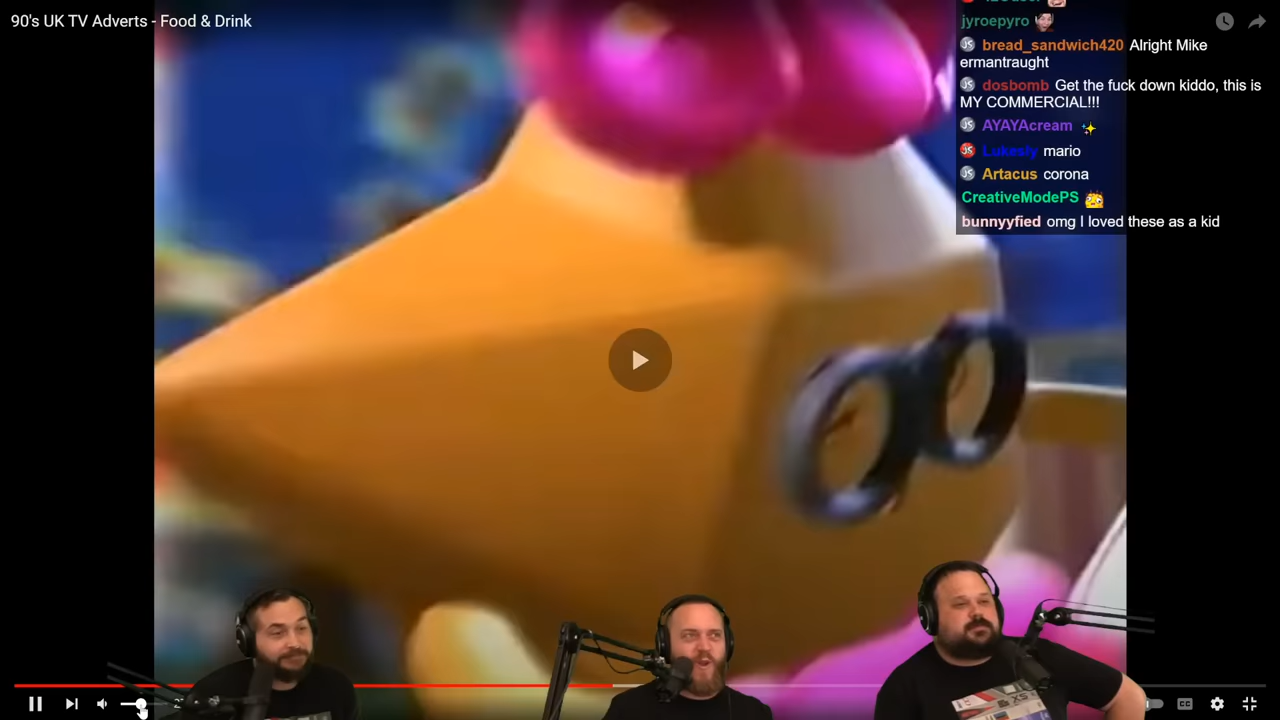 90's UK TV Adverts - Food & Drink
jyroepyro
bread_sandwich420 Alright Mike
ermantraught
dosbomb Get the fuck down kiddo, this is
MY COMMERCIAL!!!
AYAYAcream
Lukesly mario
Artacus corona
CreativeModePS
bunnyyfied omg I loved these as a kid